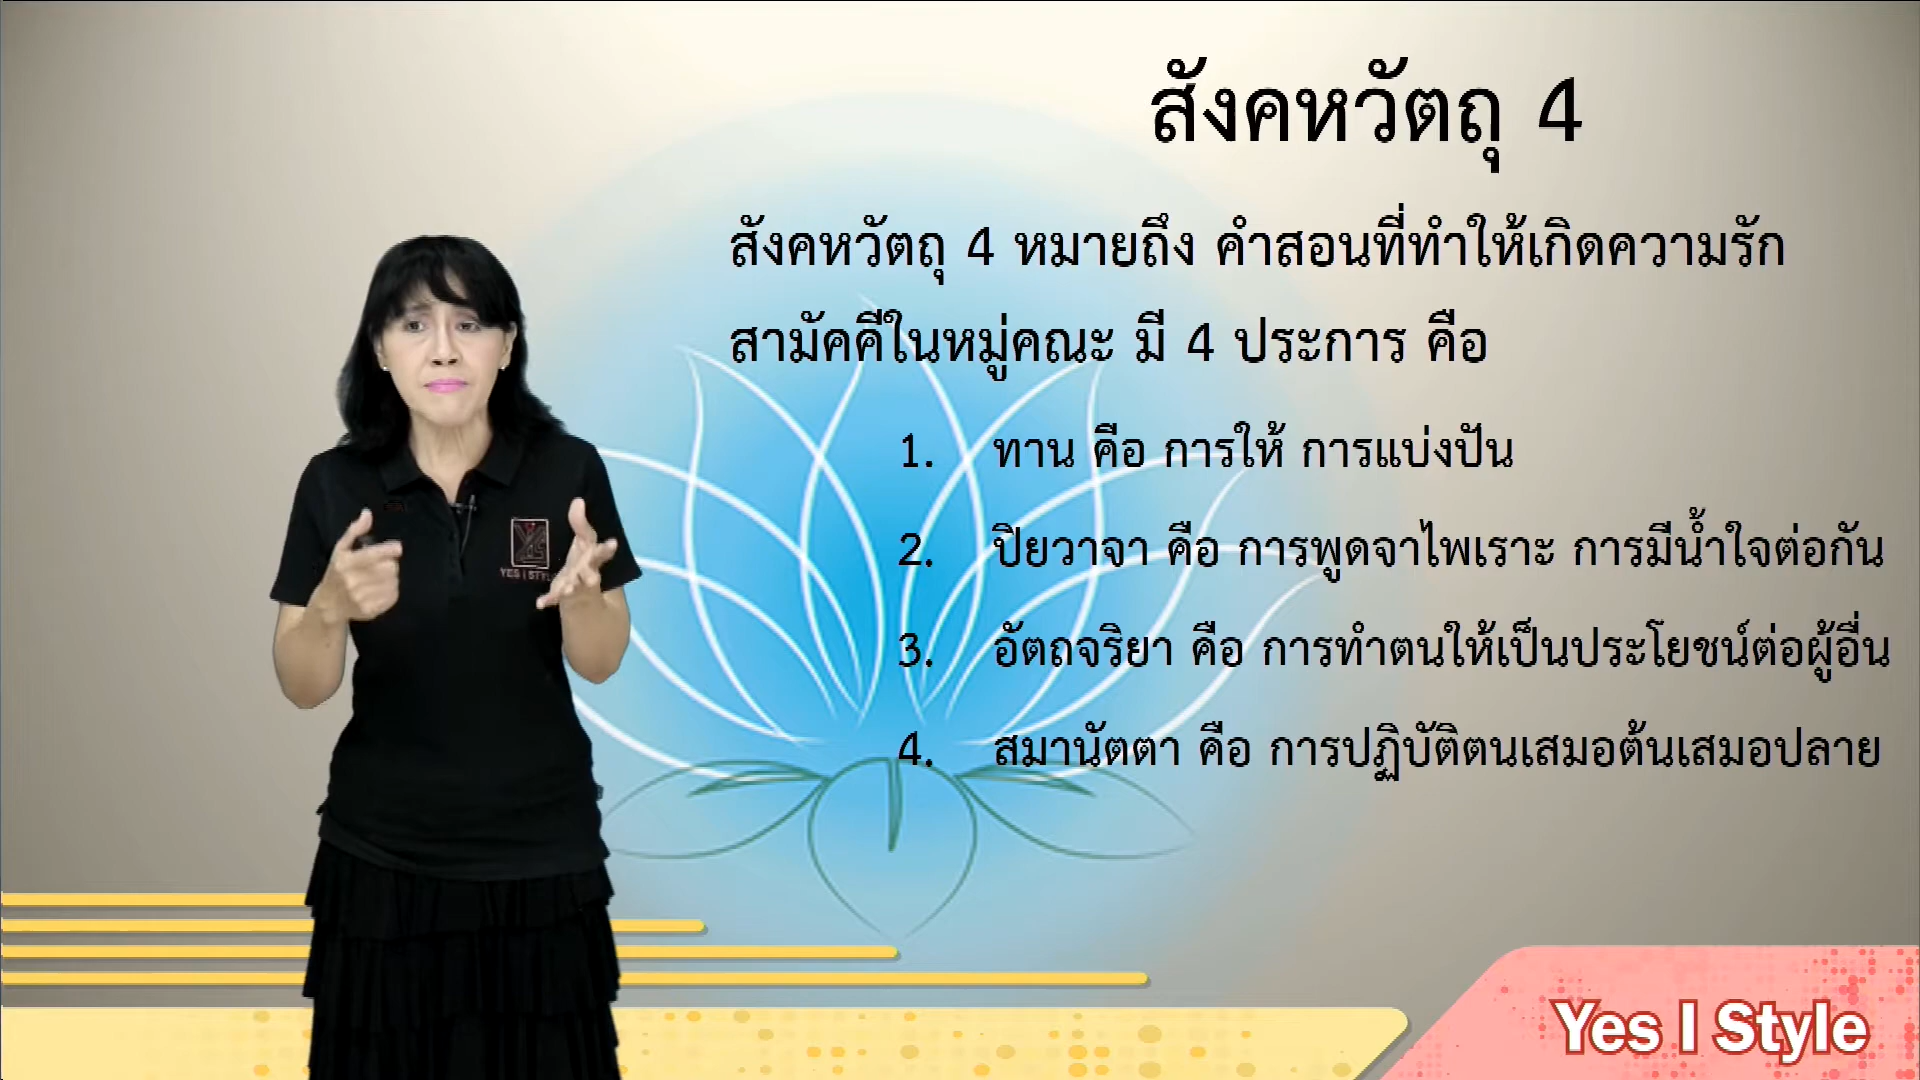 สังคหวัตถุ 4
สังคหวัตถุ 4 หมายถึง คำสอนที่ทำให้เกิดความรัก
สามัคคีในหมู่คณะ มี 4 ประการ คือ
1. ทาน คือ การให้ การแบ่งปัน
2. ปิยวาจา คือ การพูดจาไพเราะ การมีน้ำใจต่อกัน
3. อัตถจริยา คือ การทำตนให้เป็นประโยชน์ต่อผู้อื่น
4. สมานัตตา คือ การปฏิบัติตนเสมอต้นเสมอปลาย
YES I STYLE
Yes I Style